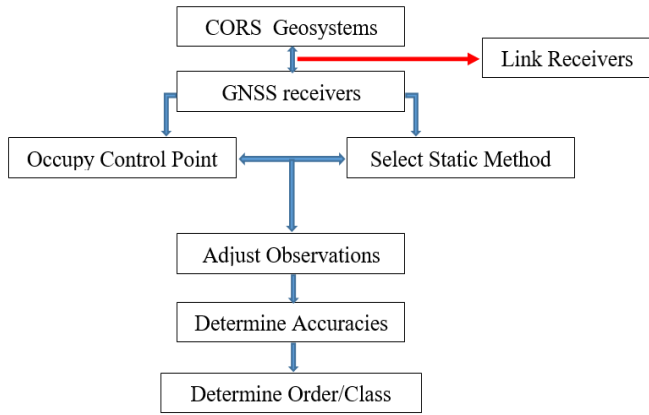 CORS Geosystems
Link Receivers
GNSS receivers
Occupy Control Point
Select Static Method
Adjust Observations
Determine Accuracies
Determine Order/Class